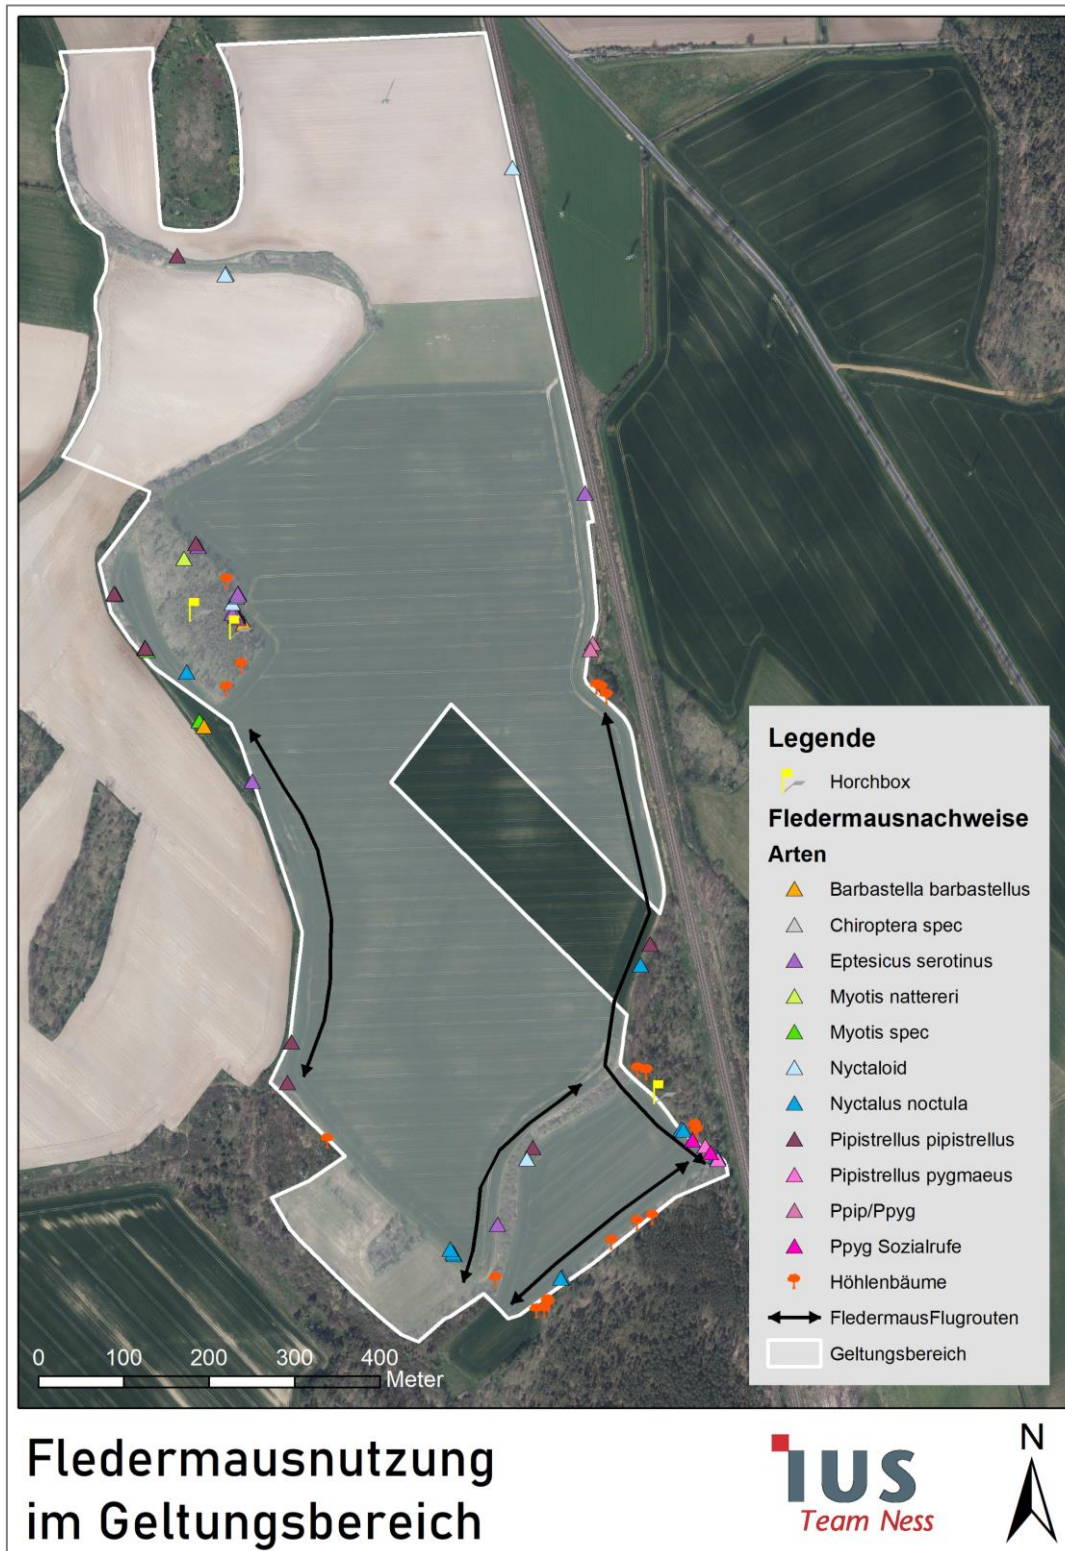 Legende
Horchbox
Fledermausnachweise
Arten
Barbastella barbastellus
Chiroptera spec
Eptesicus serotinus
Myotis nattereri
Myotis spec
Nyctaloid
Nyctalus noctula
Pipistrellus pipistrellus
Pipistrellus pygmaeus
Ppip/Ppyg
Ppyg Sozialrufe
Höhlenbäume
FledermausFlugrouten
Geltungsbereich
0 100 200 300 400
Meter
Fledermausnutzung
im Geltungsbereich
IUS
Team Ness
N